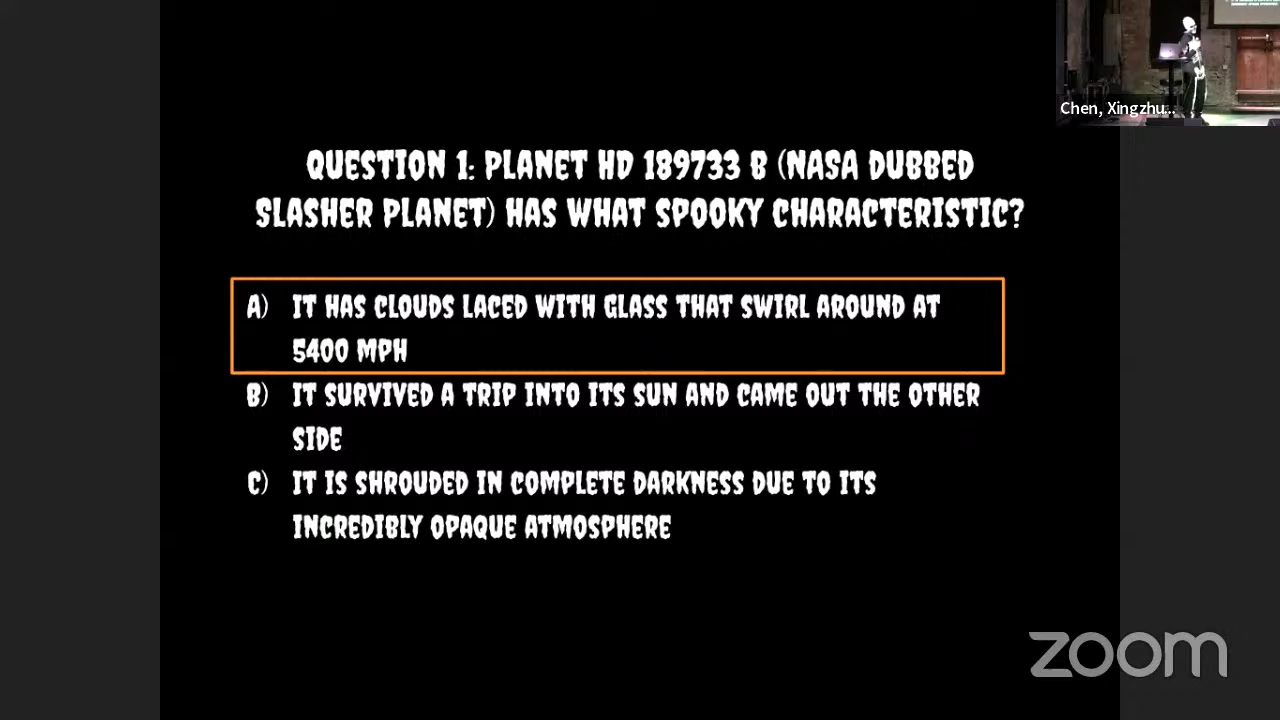 Chen, Xingzhu...
QUESTION 1: PLANET HD 189733 B (NASA DUBBED
SLASHER PLANET) HAS WHAT SPOOKY CHARACTERISTIC?
A) IT HAS CLOUDS LACED WITH GLASS THAT SWIRL AROUND AT
5400 MPH
B) IT SURVIVED A TRIP INTO ITS SUN AND CAME OUT THE OTHER
SIDE
C) IT IS SHROUDED IN COMPLETE DARKNESS DUE TO ITS
INCREDIBLY OPAQUE ATMOSPHERE
zoom